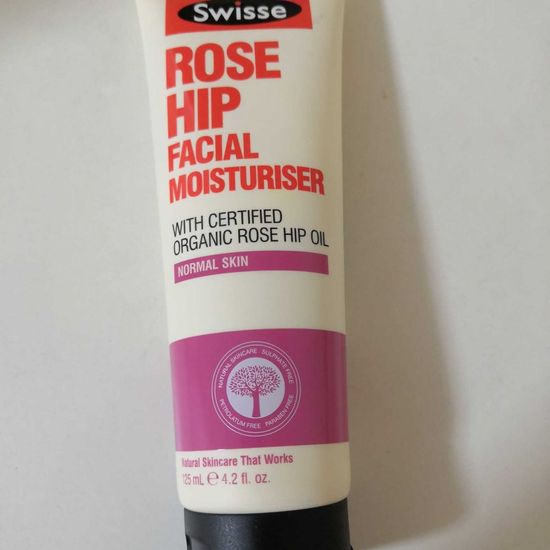 Swisse
ROSE
HIP
FACIAL
MOISTURISER
WITH CERTIFIED
ORGANIC ROSE HIP OIL
NORMAL SKIN
NATURAL SKINCARE SULPHATE FREE
PETROLATUM FREE PARABEN FREE
Natural Skincare That Works
125 mL ℮ 4.2 fl. oz.